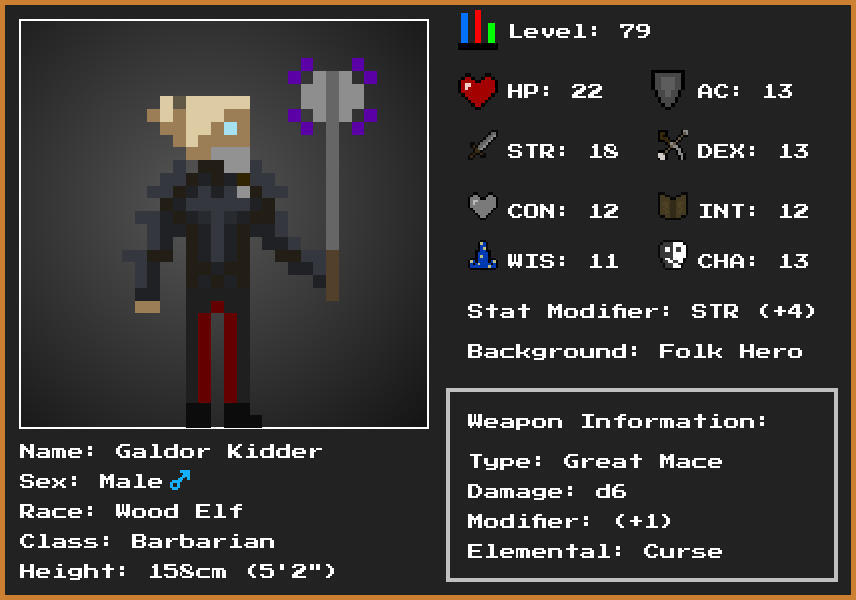 Level: 79
HP: 22 AC: 13
STR: 18 DEX: 13
CON: 12 INT: 12
WIS: 11 CHA: 13
Stat Modifier: STR (+4)
Background: Folk Hero
Weapon Information:
Type: Great Mace
Damage: d6
Modifier: (+1)
Elemental: Curse
Name: Galdor Kidder
Sex: Male ♂
Race: Wood Elf
Class: Barbarian
Height: 158cm (5'2")